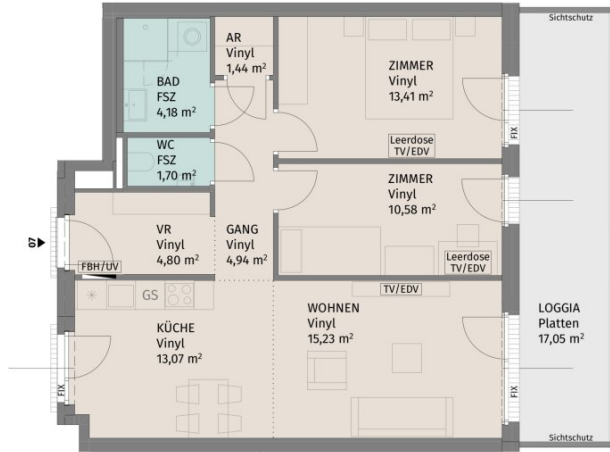 Sichtschutz
AR
Vinyl
1,44 m²
BAD
FSZ
4,18 m²
ZIMMER
Vinyl
13,41 m²
FIX
Leerdose
TV/EDV
WC
FSZ
1,70 m²
ZIMMER
Vinyl
10,58 m²
VR
Vinyl
4,80 m²
GANG
Vinyl
4,94 m²
07
FBH/UV
Leerdose
TV/EDV
GS
TV/EDV
KÜCHE
Vinyl
13,07 m²
WOHNEN
Vinyl
15,23 m²
LOGGIA
Platten
17,05 m²
FIX
FIX
Sichtschutz